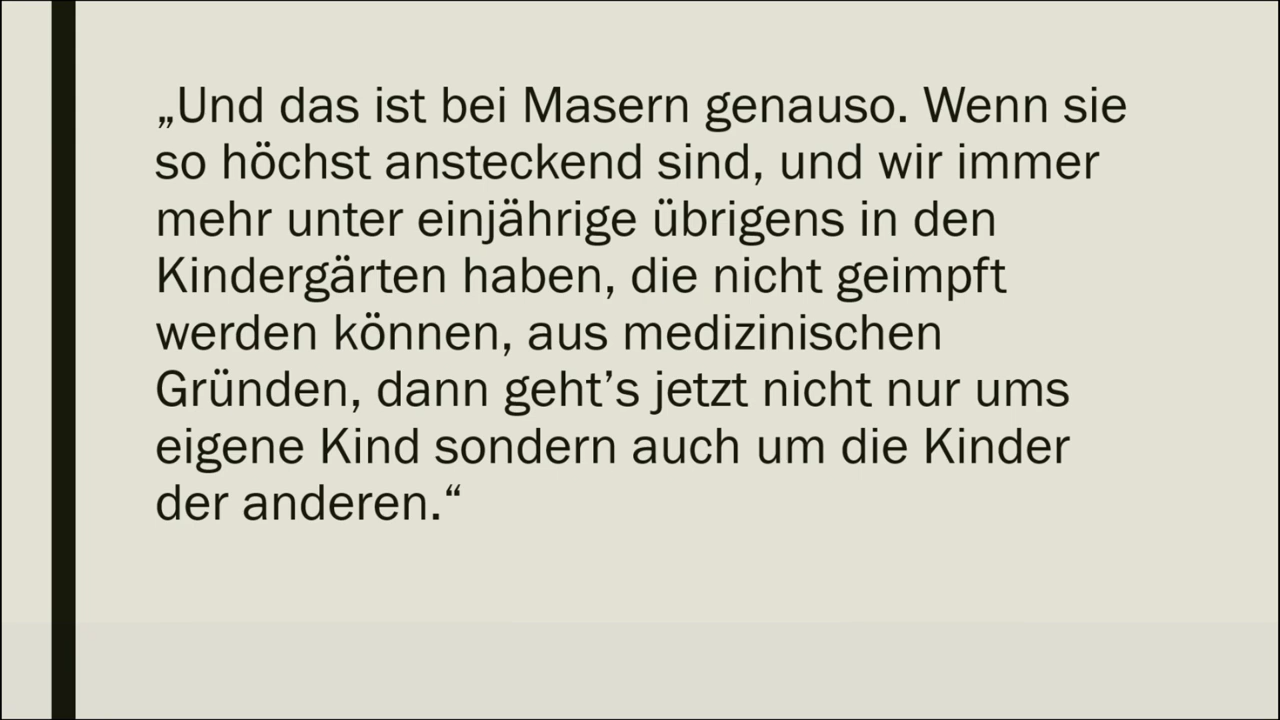 „Und das ist bei Masern genauso. Wenn sie
so höchst ansteckend sind, und wir immer
mehr unter einjährige übrigens in den
Kindergärten haben, die nicht geimpft
werden können, aus medizinischen
Gründen, dann geht’s jetzt nicht nur ums
eigene Kind sondern auch um die Kinder
der anderen.“